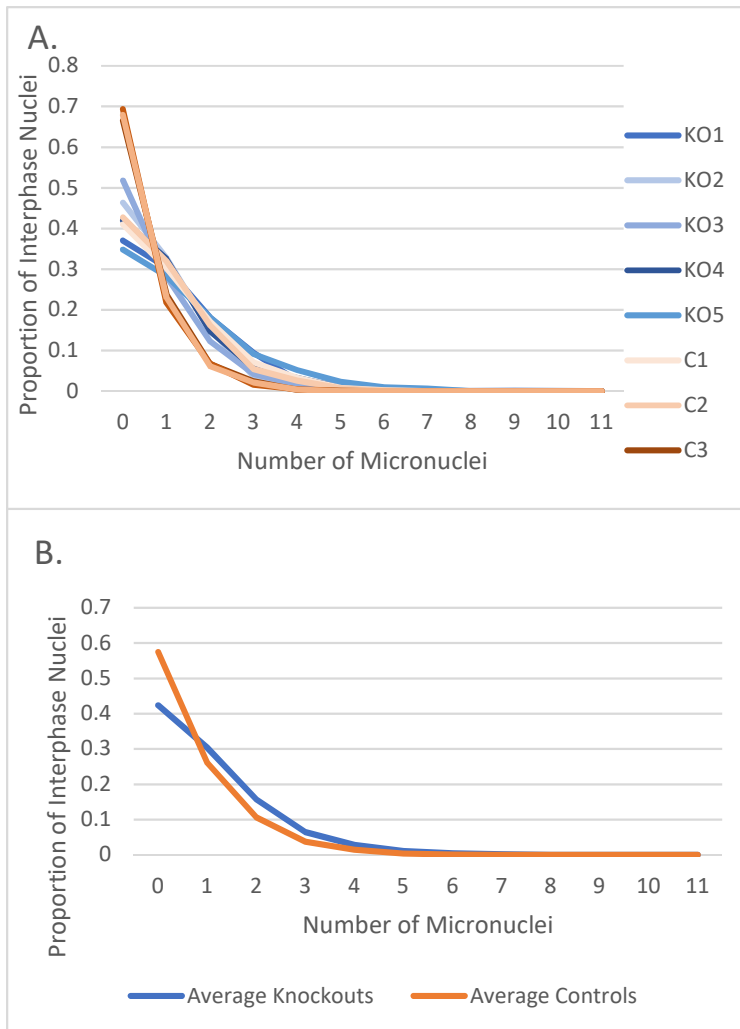 A.
Proportion of Interphase Nuclei
0.8
0.7
0.6
0.5
0.4
0.3
0.2
0.1
0
0 1 2 3 4 5 6 7 8 9 10 11
Number of Micronuclei
KO1
KO2
KO3
KO4
KO5
C1
C2
C3
B.
Proportion of Interphase Nuclei
0.7
0.6
0.5
0.4
0.3
0.2
0.1
0
0 1 2 3 4 5 6 7 8 9 10 11
Number of Micronuclei
Average Knockouts Average Controls